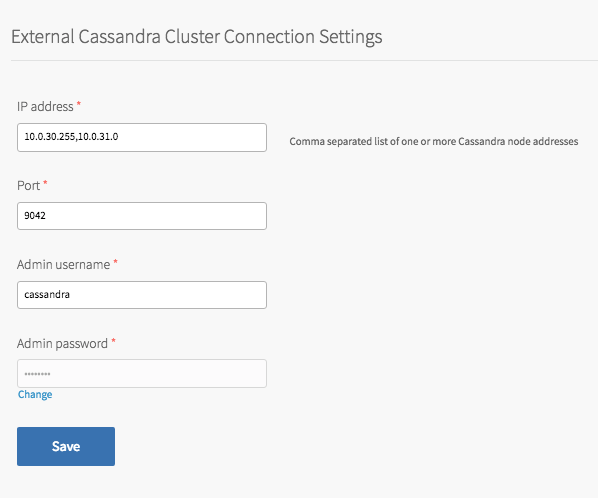 External Cassandra Cluster Connection Settings
IP address *
10.0.30.255,10.0.31.0
Comma separated list of one or more Cassandra node addresses
Port *
9042
Admin username *
cassandra
Admin password *
••••••••
Change
Save